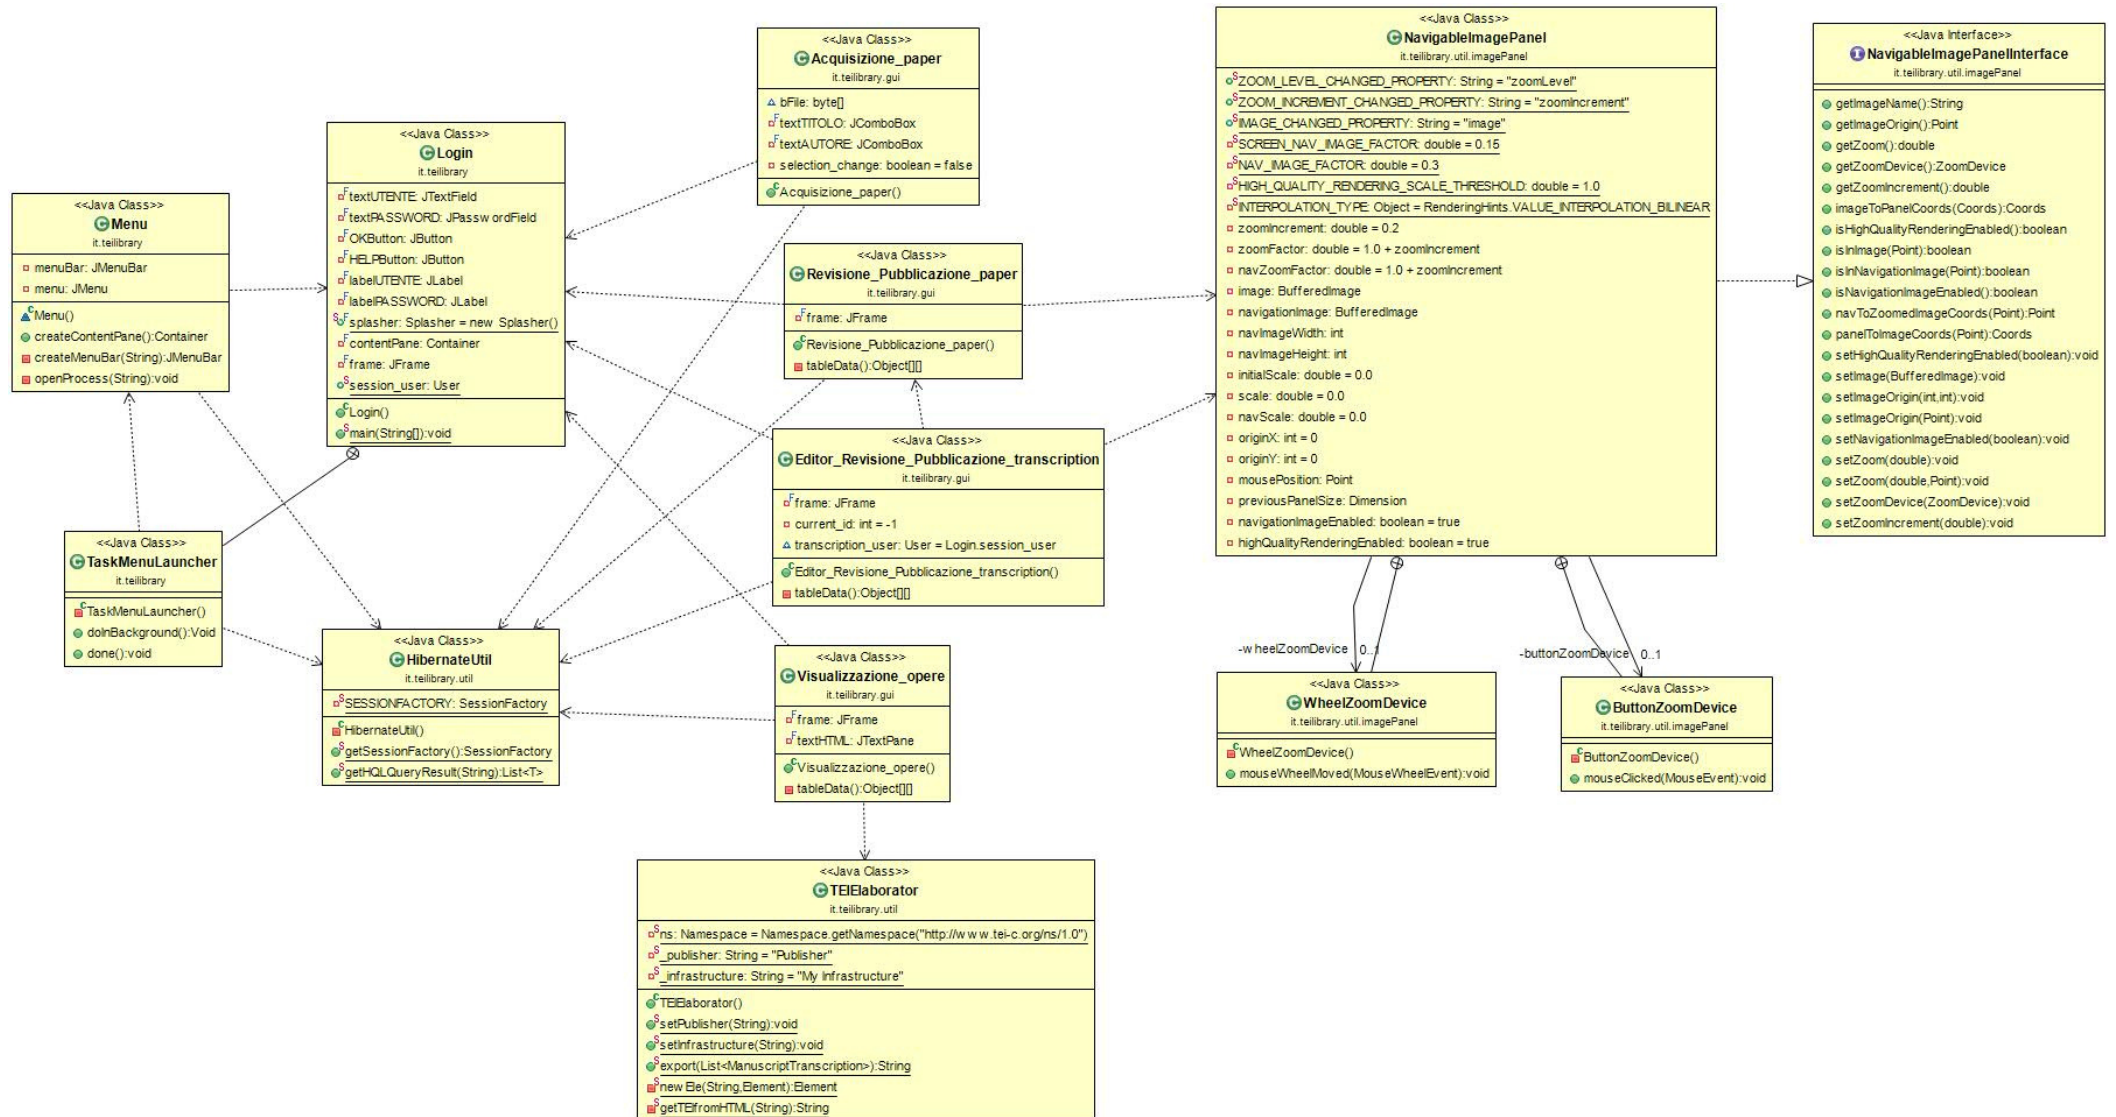 <<Java Class>>
Acquisizione_paper
it.teilibrary.gui
bFile: byte[]
textTITOLO: JComboBox
textAUTORE: JComboBox
selection_change: boolean = false
Acquisizione_paper()
<<Java Class>>
NavigableImagePanel
it.teilibrary.util.imagePanel
ZOOM_LEVEL_CHANGED_PROPERTY: String = "zoomLevel"
ZOOM_INCREMENT_CHANGED_PROPERTY: String = "zoomIncrement"
IMAGE_CHANGED_PROPERTY: String = "image"
SCREEN_NAV_IMAGE_FACTOR: double = 0.15
NAV_IMAGE_FACTOR: double = 0.3
HIGH_QUALITY_RENDERING_SCALE_THRESHOLD: double = 1.0
INTERPOLATION_TYPE: Object = RenderingHints.VALUE_INTERPOLATION_BILINEAR
zoomIncrement: double = 0.2
zoomFactor: double = 1.0 + zoomIncrement
navZoomFactor: double = 1.0 + zoomIncrement
image: BufferedImage
navigationImage: BufferedImage
navImageWidth: int
navImageHeight: int
initialScale: double = 0.0
scale: double = 0.0
navScale: double = 0.0
originX: int = 0
originY: int = 0
mousePosition: Point
previousPanelSize: Dimension
navigationImageEnabled: boolean = true
highQualityRenderingEnabled: boolean = true
<<Java Interface>>
NavigableImagePanelInterface
it.teilibrary.util.imagePanel
getImageName():String
getImageOrigin():Point
getZoom():double
getZoomDevice():ZoomDevice
getZoomIncrement():double
imageToPanelCoords(Coords):Coords
isHighQualityRenderingEnabled():boolean
isInImage(Point):boolean
isInNavigationImage(Point):boolean
isNavigationImageEnabled():boolean
navToZoomedImageCoords(Point):Point
panelToImageCoords(Point):Coords
setHighQualityRenderingEnabled(boolean):void
setImage(BufferedImage):void
setImageOrigin(int,int):void
setImageOrigin(Point):void
setNavigationImageEnabled(boolean):void
setZoom(double):void
setZoom(double,Point):void
setZoomDevice(ZoomDevice):void
setZoomIncrement(double):void
<<Java Class>>
Login
it.teilibrary
textUTENTE: JTextField
textPASSWORD: JPasswordField
OKButton: JButton
HELPButton: JButton
labelUTENTE: JLabel
labelPASSWORD: JLabel
splasher: Splasher = new Splasher()
contentPane: Container
frame: JFrame
session_user: User
Login()
main(String[]):void
<<Java Class>>
Menu
it.teilibrary
menuBar: JMenuBar
menu: JMenu
Menu()
createContentPane():Container
createMenuBar(String):JMenuBar
openProcess(String):void
<<Java Class>>
Revisione_Pubblicazione_paper
it.teilibrary.gui
frame: JFrame
Revisione_Pubblicazione_paper()
tableData():Object[][]
<<Java Class>>
Editor_Revisione_Pubblicazione_transcription
it.teilibrary.gui
frame: JFrame
current_id: int = -1
transcription_user: User = Login.session_user
Editor_Revisione_Pubblicazione_transcription()
tableData():Object[][]
<<Java Class>>
TaskMenuLauncher
it.teilibrary
TaskMenuLauncher()
doInBackground():Void
done():void
<<Java Class>>
HibernateUtil
it.teilibrary.util
SESSIONFACTORY: SessionFactory
HibernateUtil()
getSessionFactory():SessionFactory
getHQLQueryResult(String):List<T>
<<Java Class>>
Visualizzazione_opere
it.teilibrary.gui
frame: JFrame
textHTML: JTextPane
Visualizzazione_opere()
tableData():Object[][]
-wheelZoomDevice 0..1
-buttonZoomDevice 0..1
<<Java Class>>
WheelZoomDevice
it.teilibrary.util.imagePanel
WheelZoomDevice()
mouseWheelMoved(MouseWheelEvent):void
<<Java Class>>
ButtonZoomDevice
it.teilibrary.util.imagePanel
ButtonZoomDevice()
mouseClicked(MouseEvent):void
<<Java Class>>
TEIElaborator
it.teilibrary.util
ns: Namespace = Namespace.getNamespace("http://www.tei-c.org/ns/1.0")
_publisher: String = "Publisher"
_infrastructure: String = "My Infrastructure"
TEIElaborator()
setPublisher(String):void
setInfrastructure(String):void
export(List<ManuscriptTranscription>):String
newEle(String,Element):Element
getTEIfromHTML(String):String